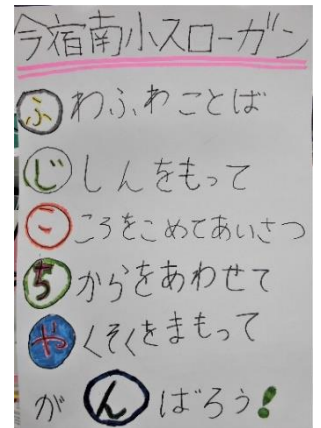 今宿南小スローガン
ふわふわことば
じしんをもって
こころをこめてあいさつ
ちからをあわせて
やくそくをまもって
がんばろう!